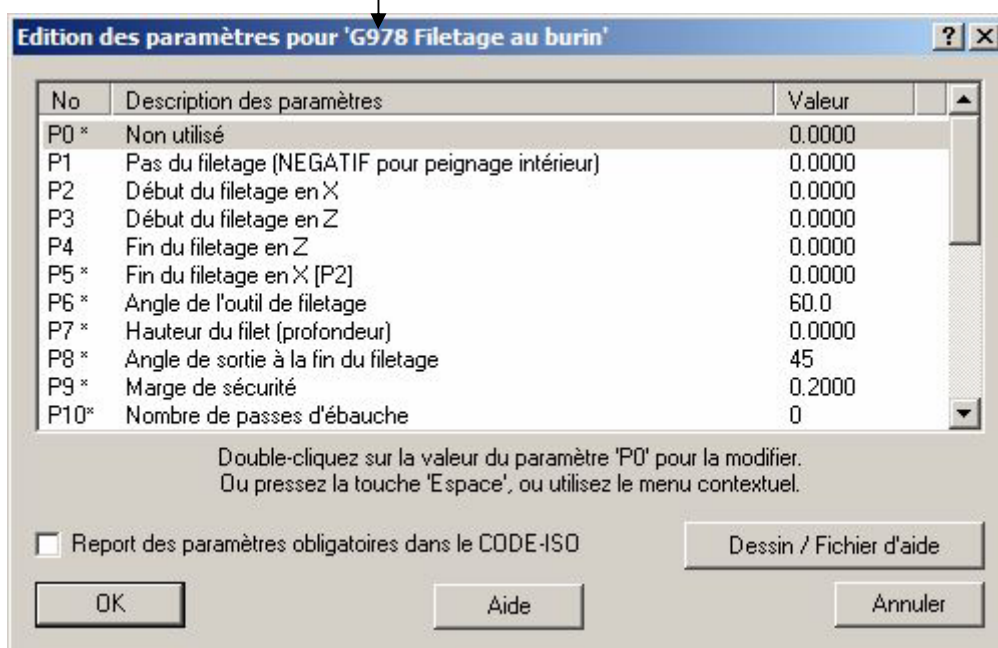 Edition des paramètres pour 'G978 Filetage au burin'
No Description des paramètres Valeur
P0 * Non utilisé 0.0000
P1 Pas du filetage (NEGATIF pour peignage intérieur) 0.0000
P2 Début du filetage en X 0.0000
P3 Début du filetage en Z 0.0000
P4 Fin du filetage en Z 0.0000
P5 * Fin du filetage en X [P2] 0.0000
P6 * Angle de l'outil de filetage 60.0
P7 * Hauteur du filet (profondeur) 0.0000
P8 * Angle de sortie à la fin du filetage 45
P9 * Marge de sécurité 0.2000
P10* Nombre de passes d'ébauche 0
Double-cliquez sur la valeur du paramètre 'P0' pour la modifier.
Ou pressez la touche 'Espace', ou utilisez le menu contextuel.
Report des paramètres obligatoires dans le CODE-ISO
Dessin / Fichier d'aide
OK
Aide
Annuler